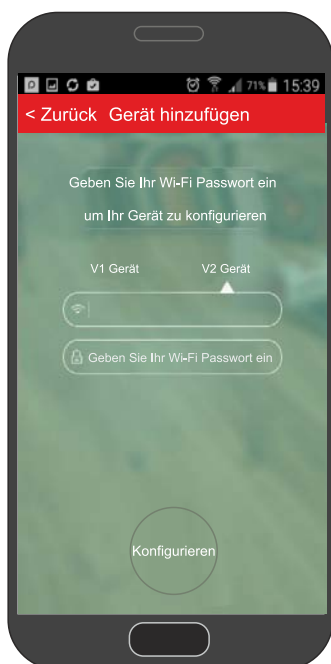 71% 15:39
< Zurück Gerät hinzufügen
Geben Sie Ihr Wi-Fi Passwort ein
um Ihr Gerät zu konfigurieren
V1 Gerät V2 Gerät
Geben Sie Ihr Wi-Fi Passwort ein
Konfigurieren